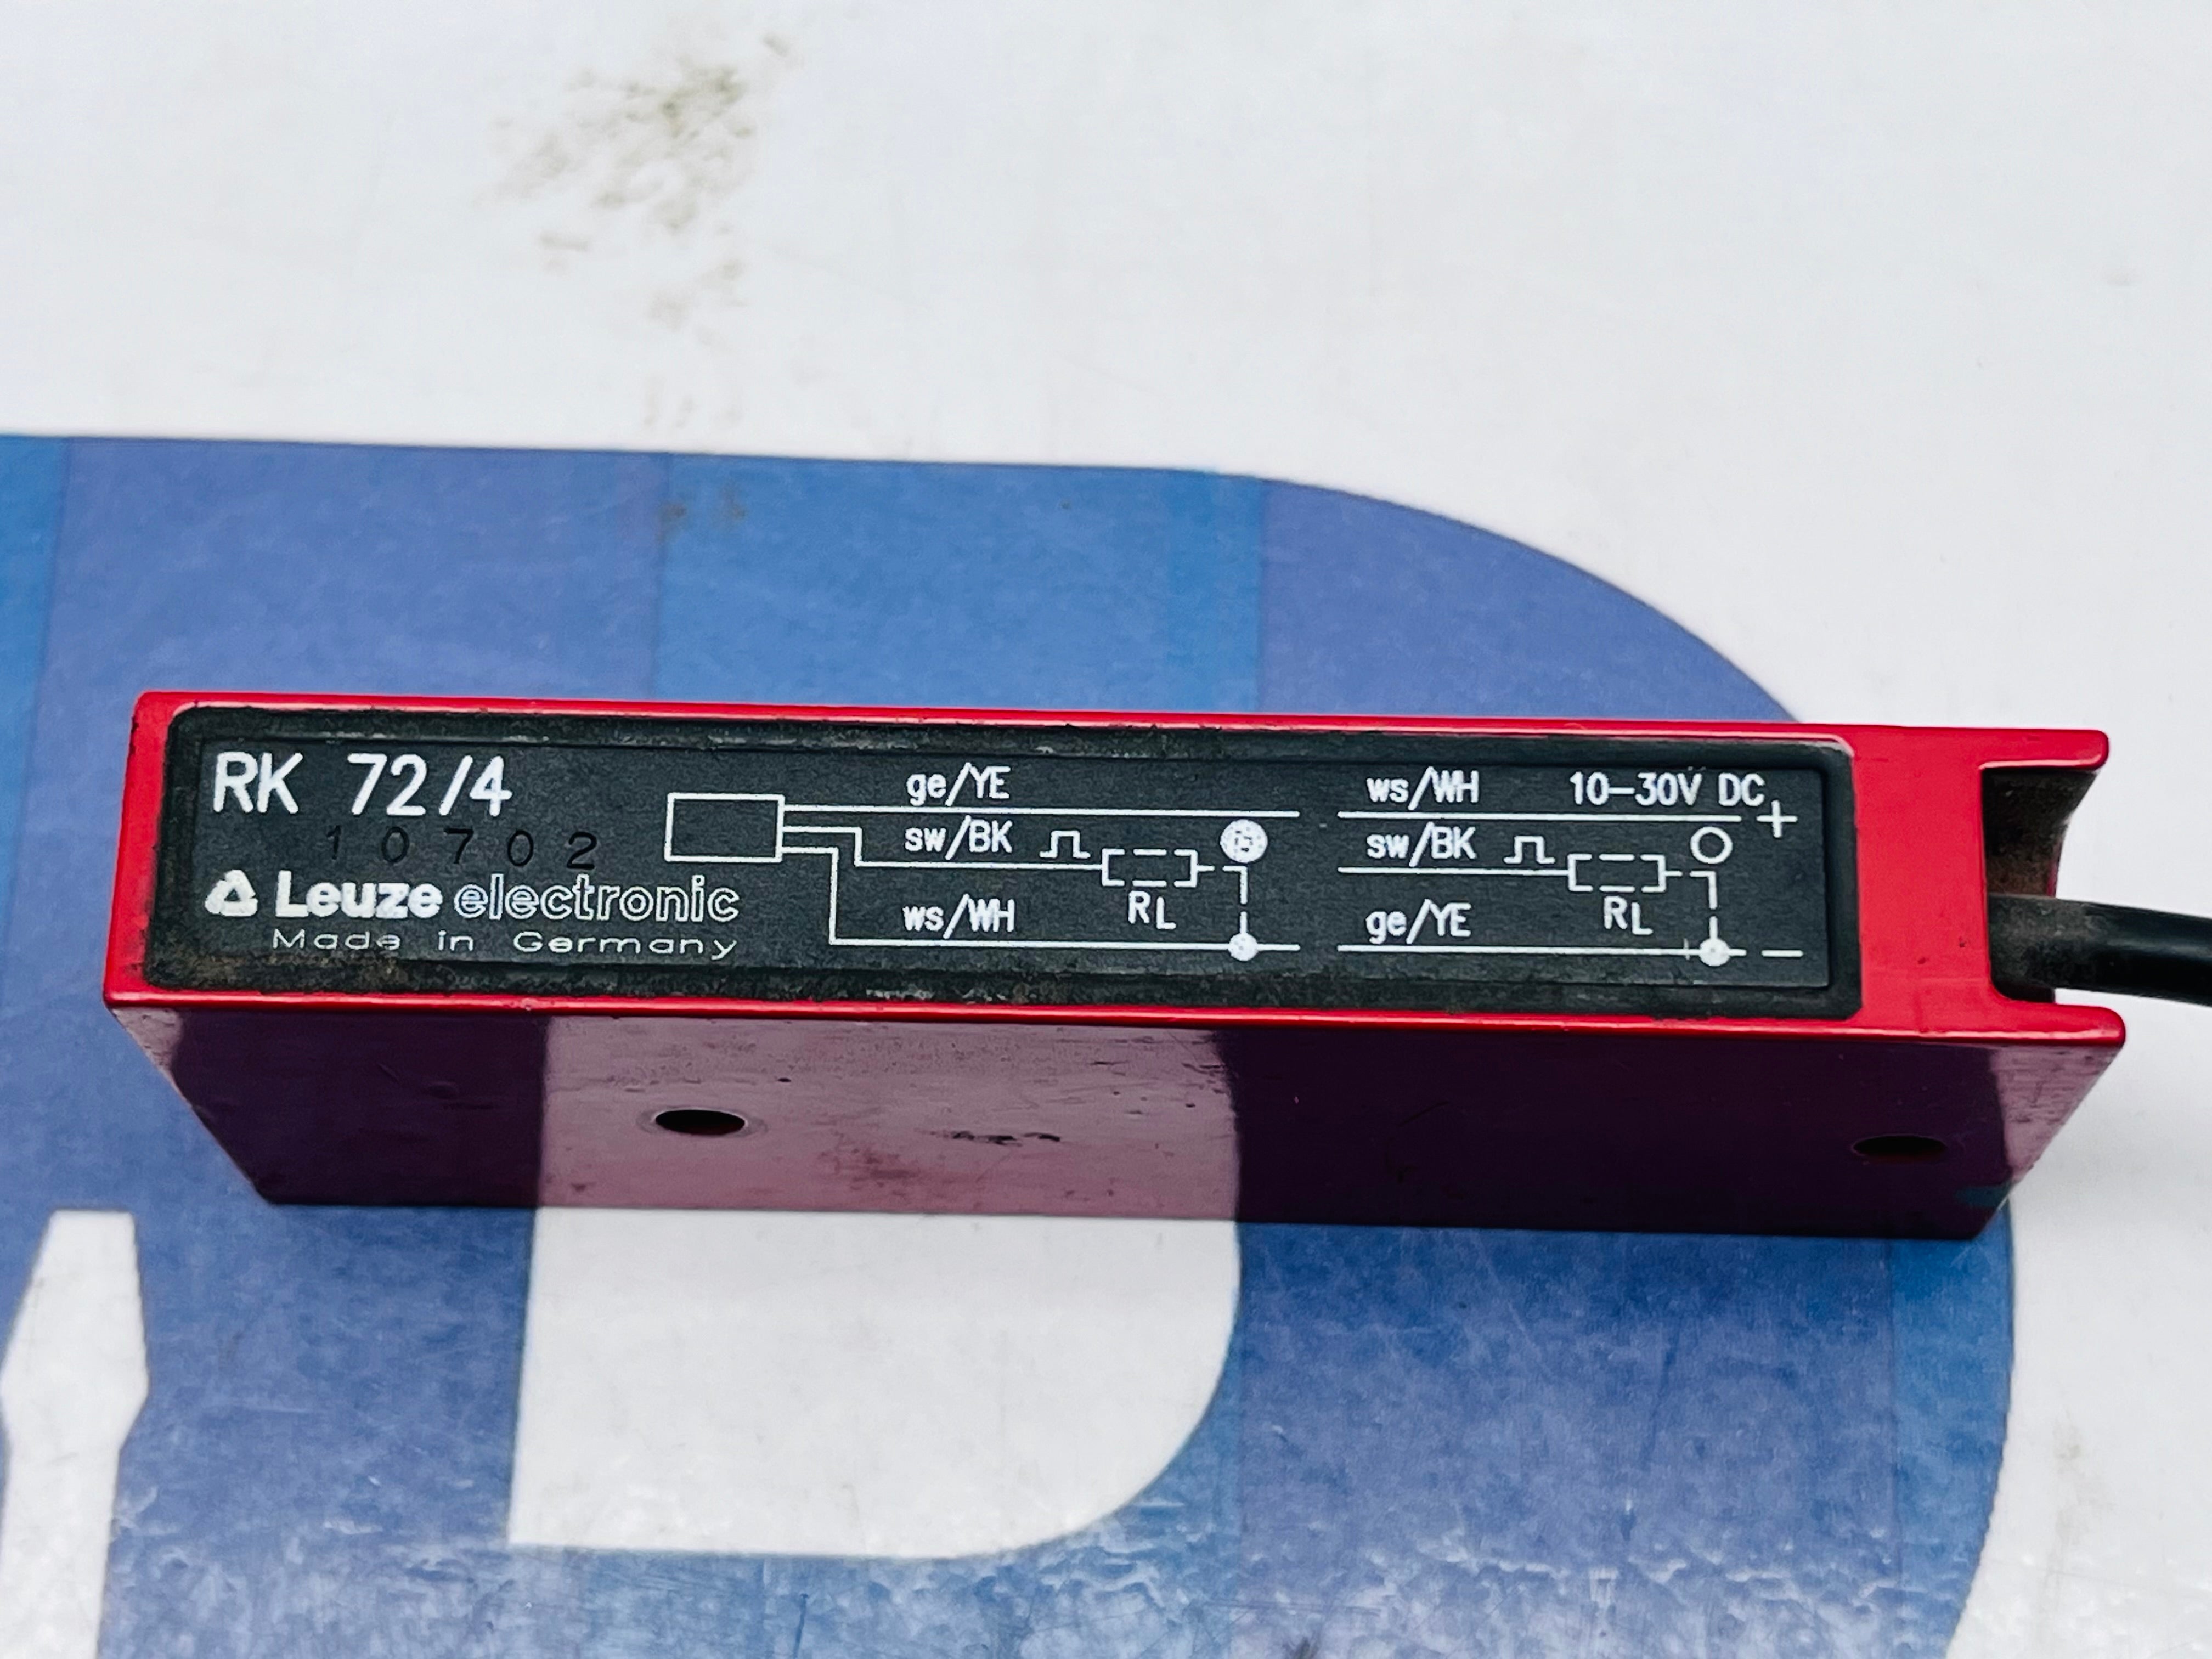 RK 72/4
10702
Leuze electronic
Made in Germany
ge/YE
sw/BK
RL
ws/WH
ws/WH 10-30V DC +
sw/BK
RL
ge/YE −